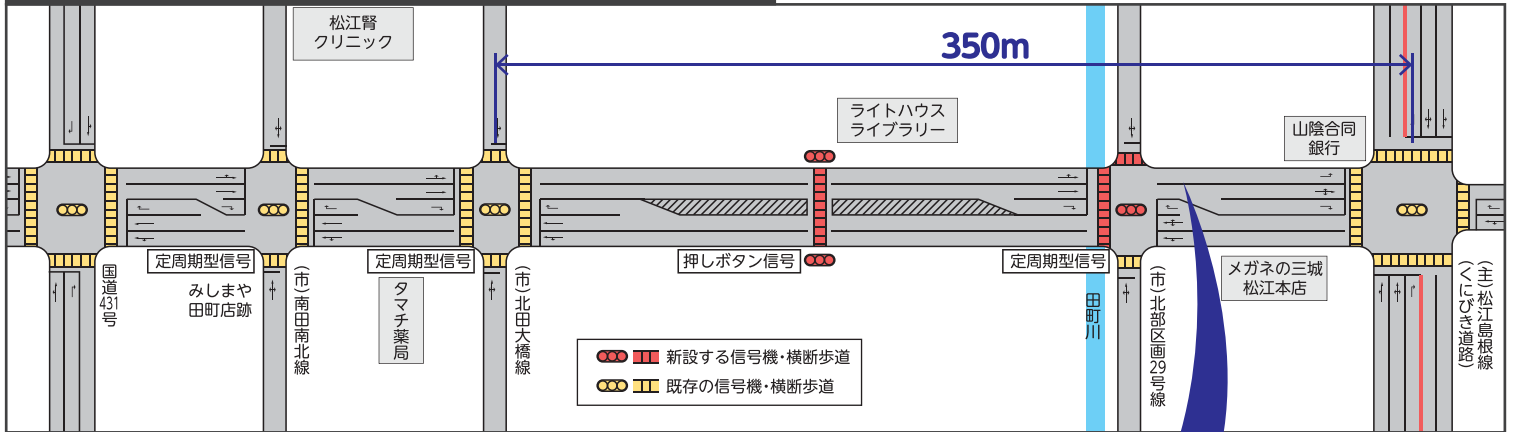 松江腎
クリニック
350m
ライトハウス
ライブラリー
山陰合同
銀行
定周期型信号
定周期型信号
押しボタン信号
定周期型信号
国道431号
みしまや
田町店跡
(市)南田南北線
タマチ薬局
(市)北田大橋線
田町川
(市)北部区画29号線
メガネの三城
松江本店
(主)松江島根線
(くにびき道路)
新設する信号機・横断歩道
既存の信号機・横断歩道